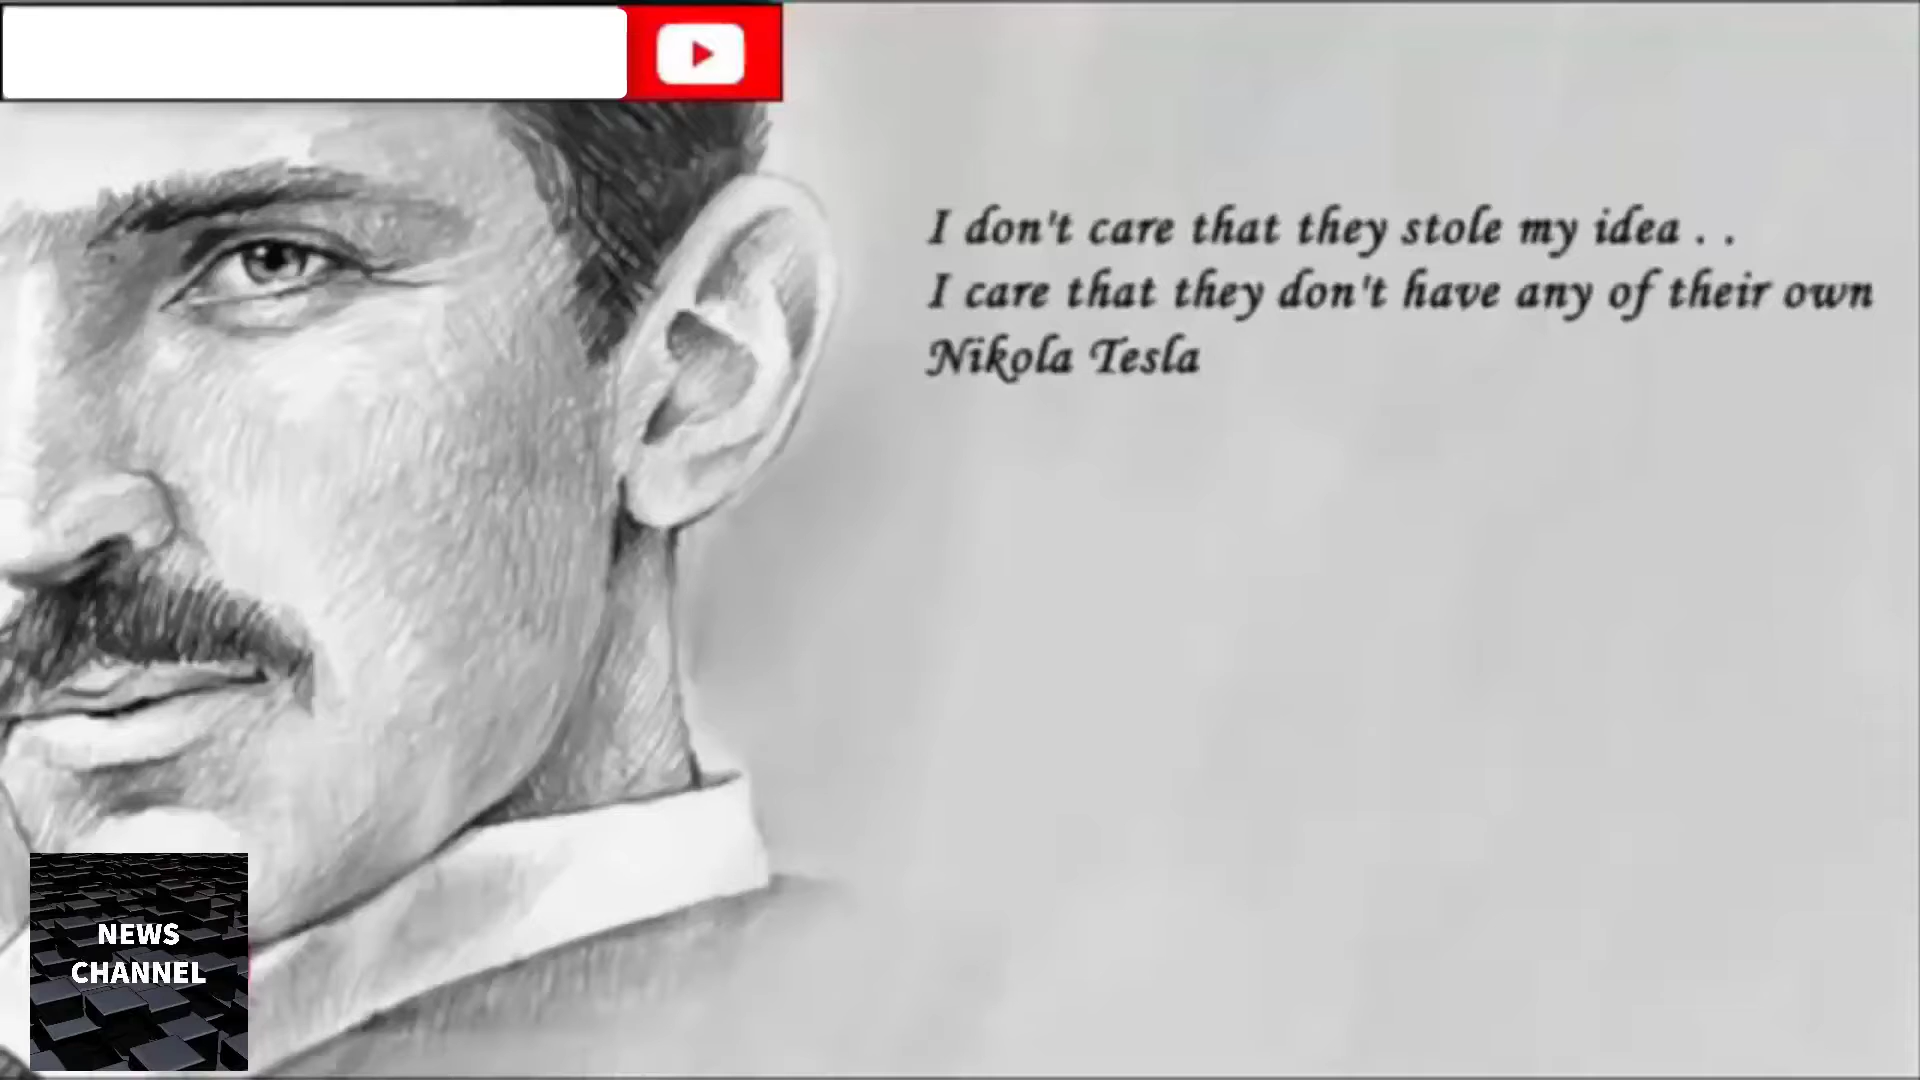 I don't care that they stole my idea . .
I care that they don't have any of their own
Nikola Tesla
NEWS
CHANNEL